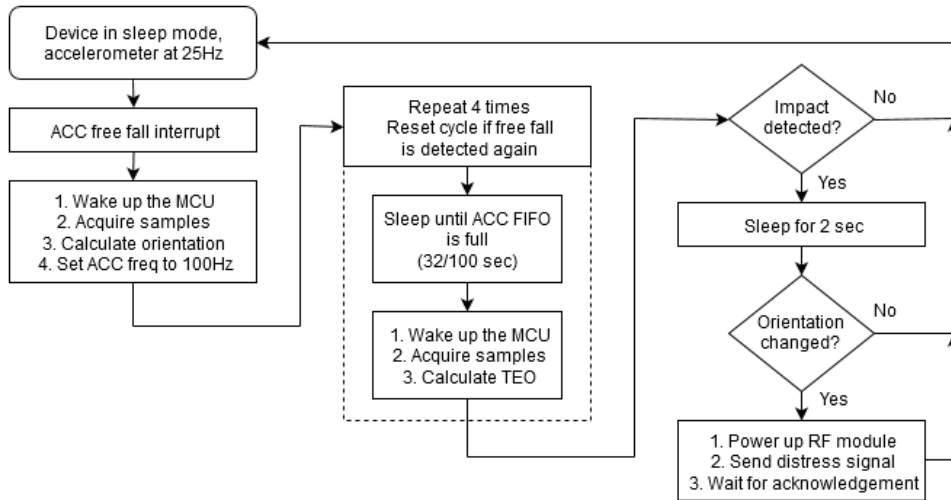 Device in sleep mode,
accelerometer at 25Hz
ACC free fall interrupt
1. Wake up the MCU
2. Acquire samples
3. Calculate orientation
4. Set ACC freq to 100Hz
Repeat 4 times
Reset cycle if free fall
is detected again
Sleep until ACC FIFO
is full
(32/100 sec)
1. Wake up the MCU
2. Acquire samples
3. Calculate TEO
Impact
detected?
No
Yes
Sleep for 2 sec
Orientation
changed?
No
Yes
1. Power up RF module
2. Send distress signal
3. Wait for acknowledgement